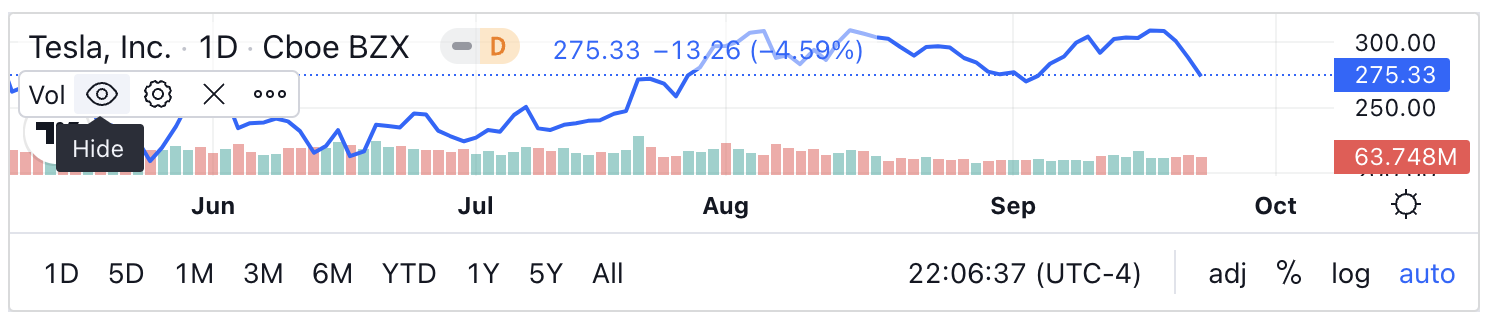 Tesla, Inc. · 1D · Cboe BZX D 275.33 −13.26 (−4.59%)
300.00
275.33
Vol
250.00
Hide
63.748M
Jun Jul Aug Sep Oct
1D 5D 1M 3M 6M YTD 1Y 5Y All 22:06:37 (UTC-4) adj % log auto